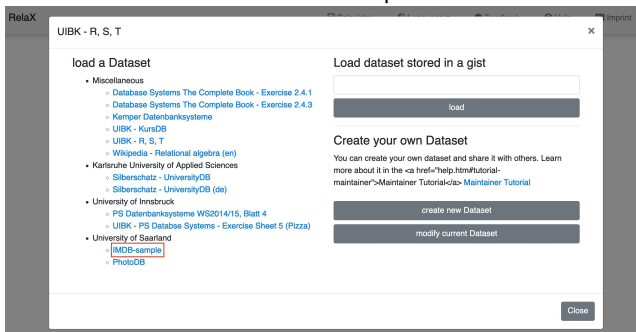 RelaX
Imprint
UIBK - R, S, T
×
load a Dataset
• Miscellaneous
◦ Database Systems The Complete Book - Exercise 2.4.1
◦ Database Systems The Complete Book - Exercise 2.4.3
◦ Kemper Datenbanksysteme
◦ UIBK - KursDB
◦ UIBK - R, S, T
◦ Wikipedia - Relational algebra (en)
• Karlsruhe University of Applied Sciences
◦ Silberschatz - UniversityDB
◦ Silberschatz - UniversityDB (de)
• University of Innsbruck
◦ PS Datenbanksysteme WS2014/15, Blatt 4
◦ UIBK - PS Databse Systems - Exercise Sheet 5 (Pizza)
• University of Saarland
◦ IMDB-sample
◦ PhotoDB
Load dataset stored in a gist
load
Create your own Dataset
You can create your own dataset and share it with others. Learn
more about it in the <a href="help.htm#tutorial-
maintainer">Maintainer Tutorial</a> Maintainer Tutorial
create new Dataset
modify current Dataset
Close